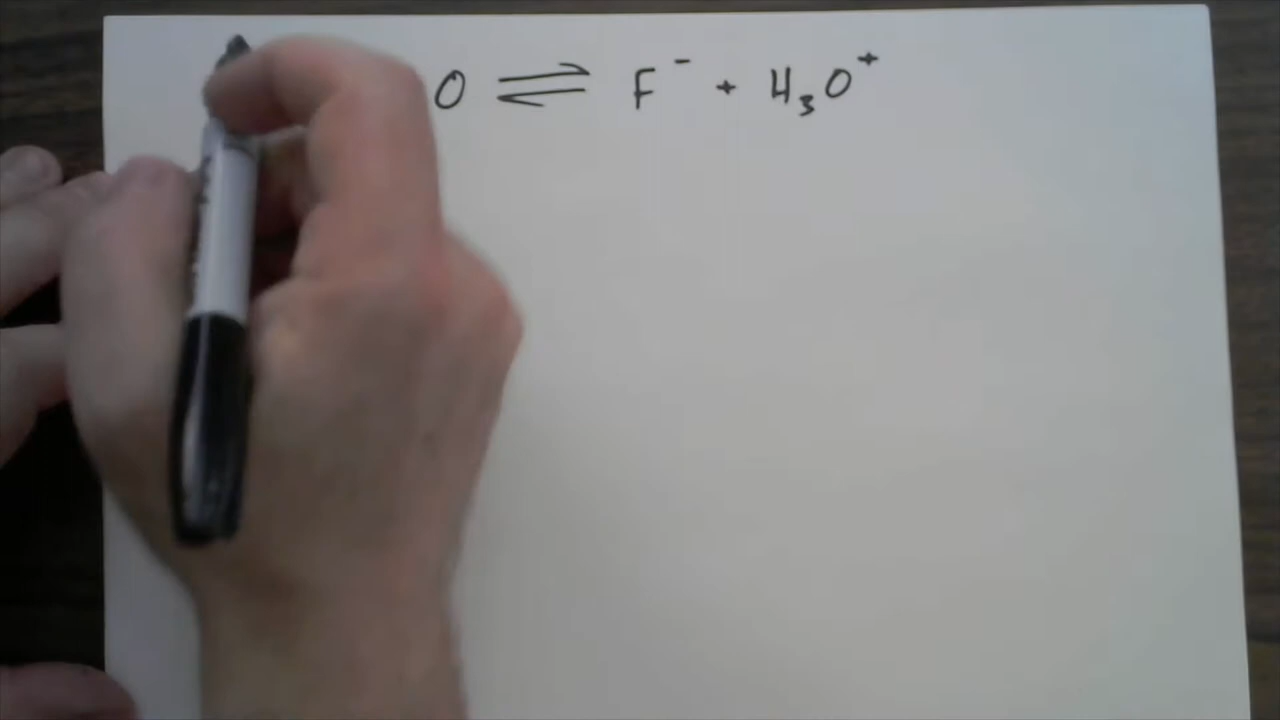 O ⇌ F⁻ + H₃O⁺